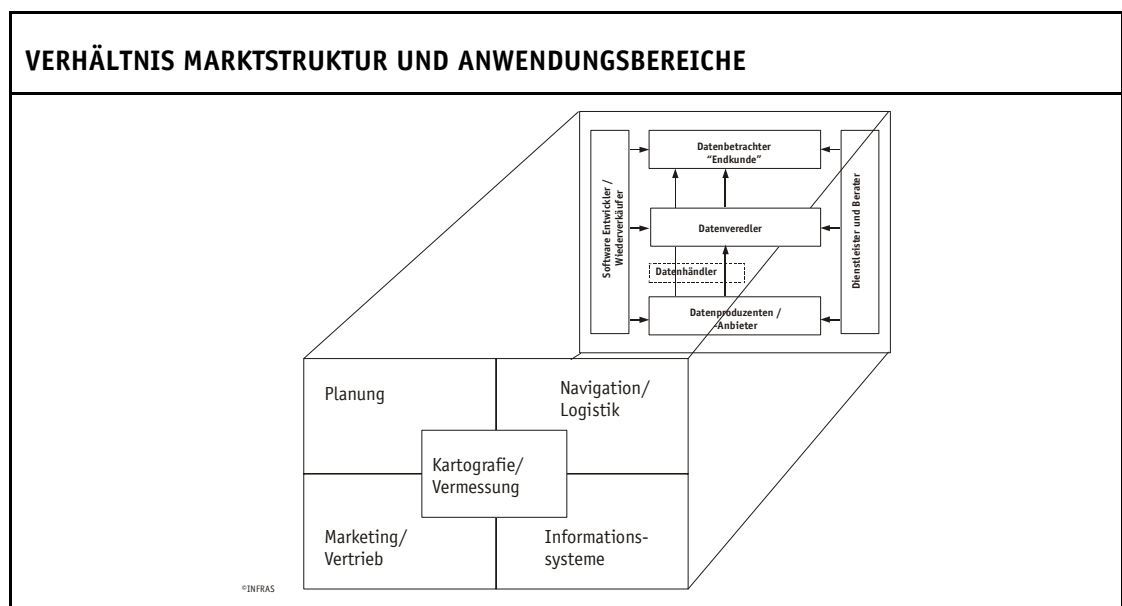 VERHÄLTNIS MARKTSTRUKTUR UND ANWENDUNGSBEREICHE
Datenbetrachter
“Endkunde”
Software Entwickler /
Wiederverkäufer
Datenveredler
Dienstleister und Berater
Datenhändler
Datenproduzenten /
-Anbieter
Planung
Navigation/
Logistik
Kartografie/
Vermessung
Marketing/
Vertrieb
Informations-
systeme
©INFRAS